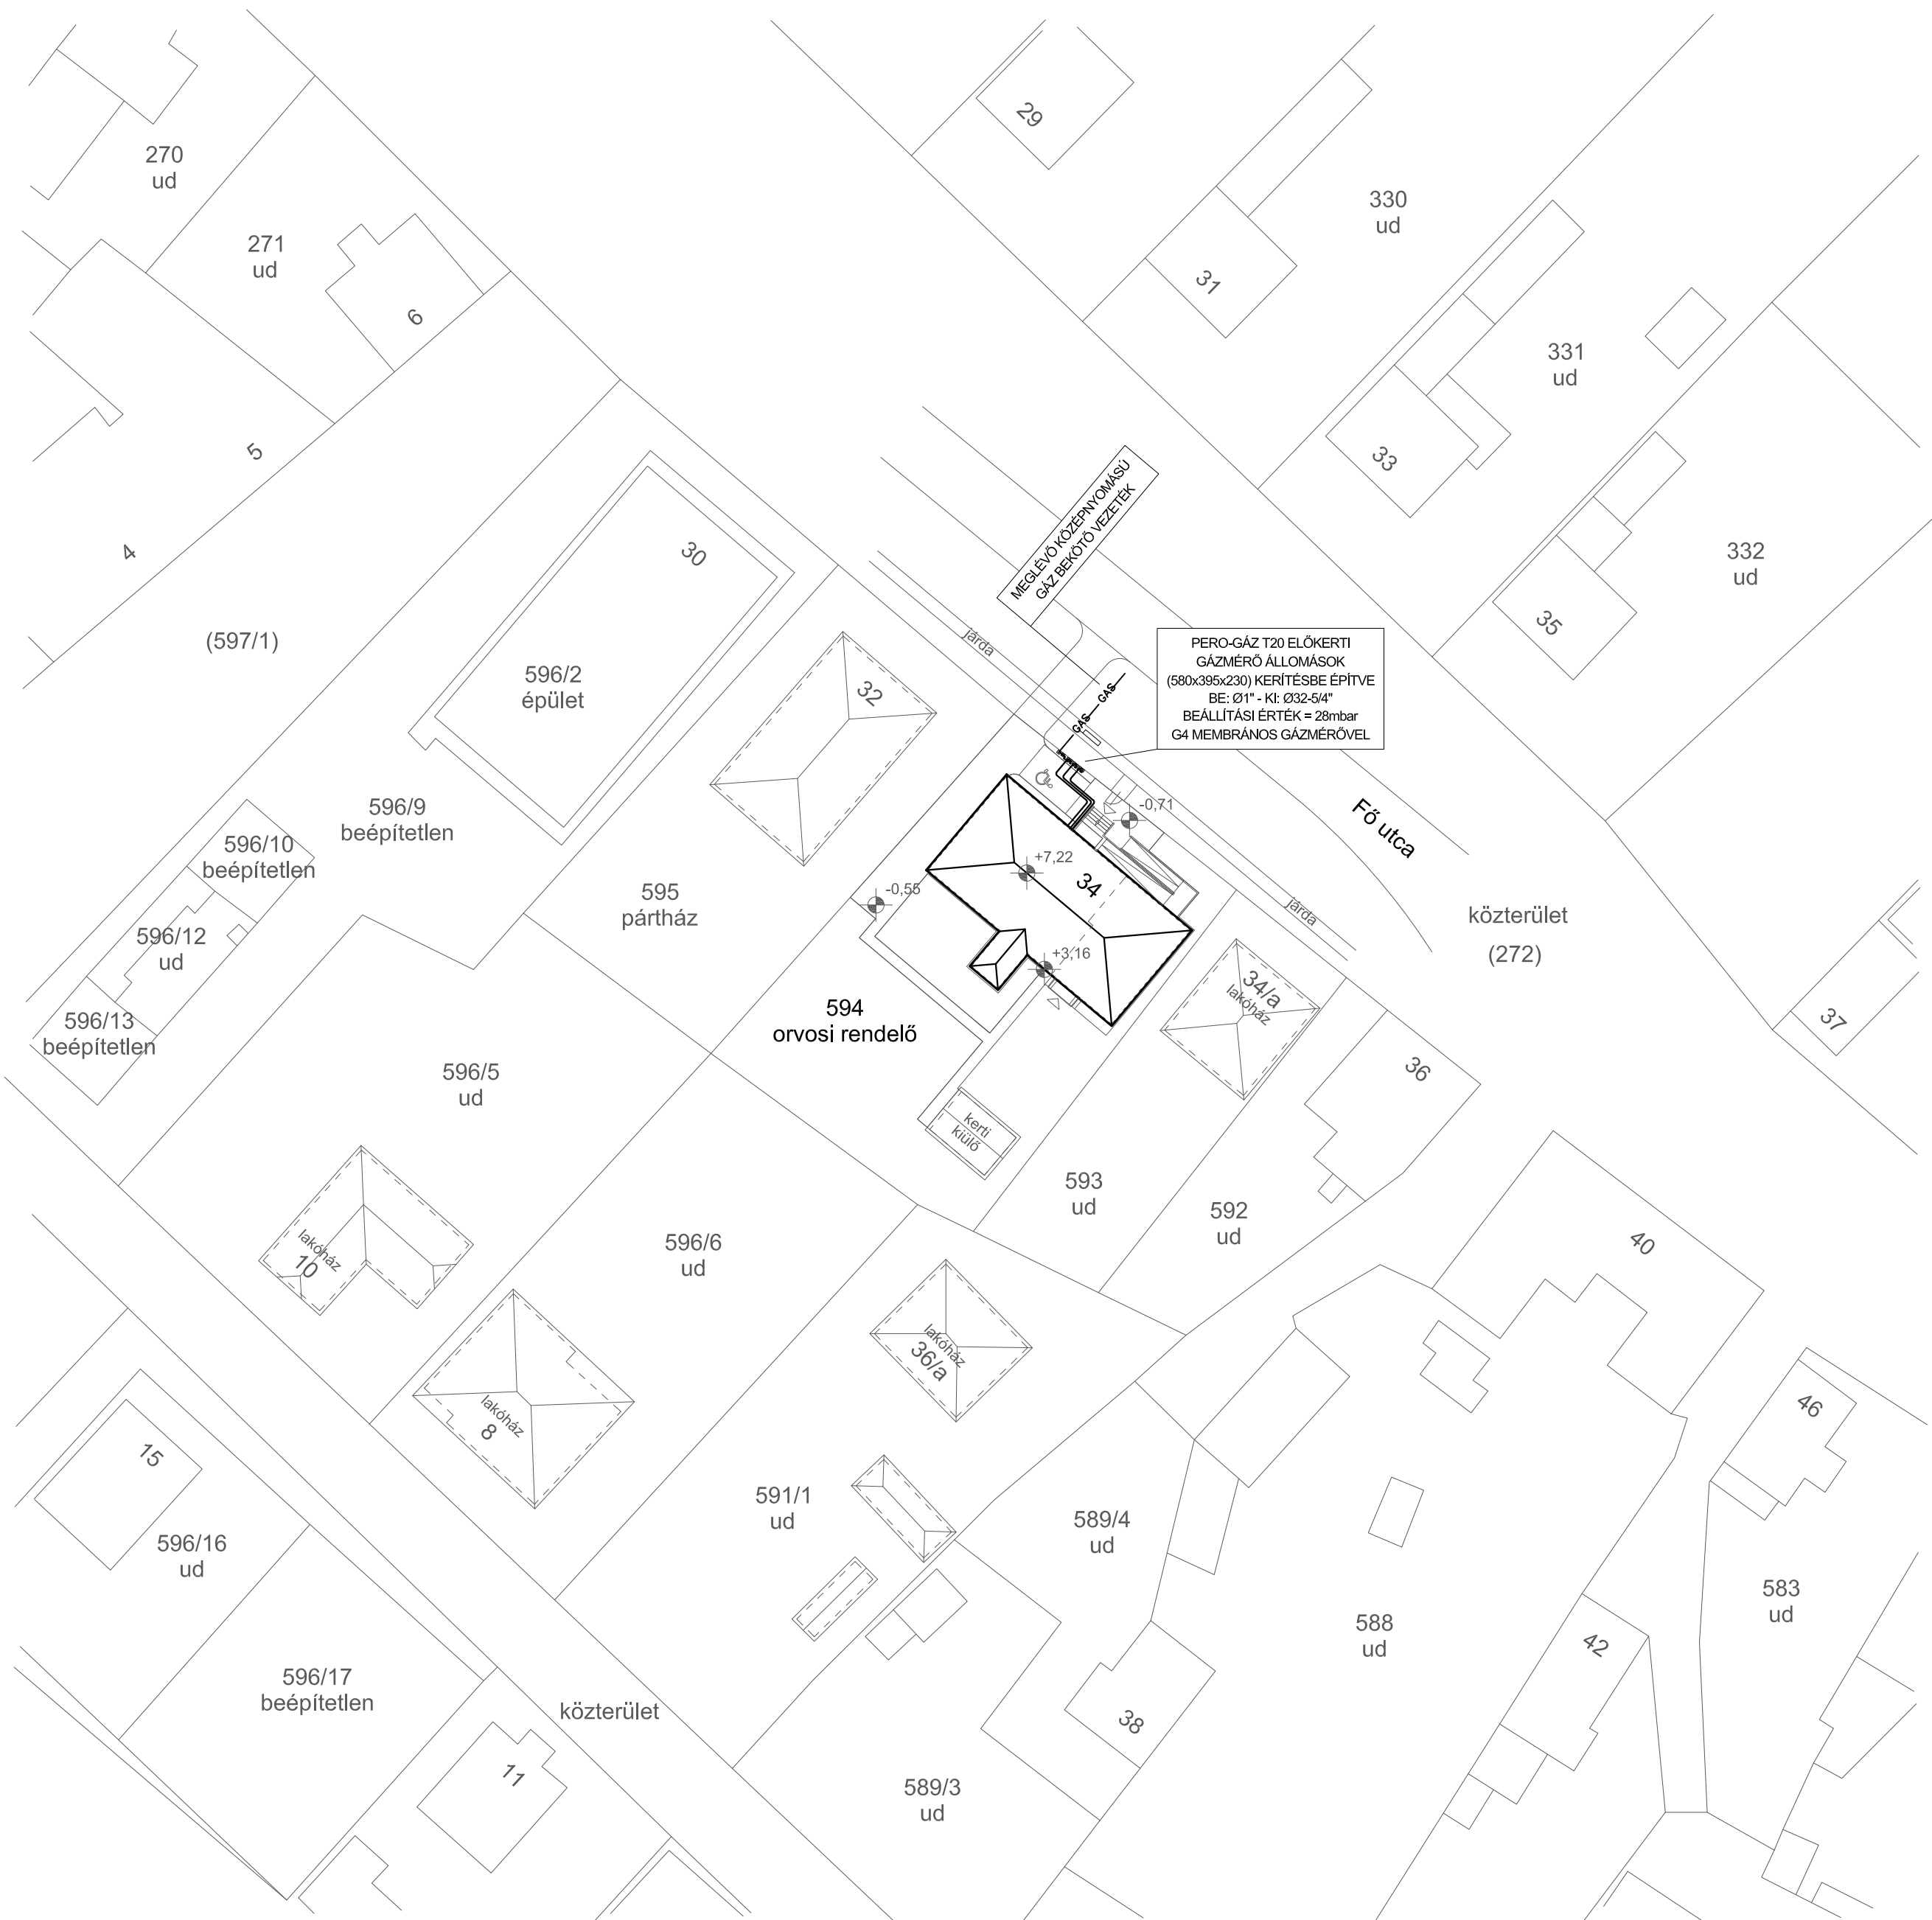 29
270
ud
330
ud
271
ud
31
6
331
ud
5
33
MEGLÉVŐ KÖZÉPNYOMÁSÚ
GÁZ BEKÖTŐ VEZETÉK
4
30
332
ud
35
(597/1)
járda
PERO-GÁZ T20 ELŐKERTI
GÁZMÉRŐ ÁLLOMÁSOK
(580x395x230) KERÍTÉSBE ÉPÍTVE
BE: Ø1" - KI: Ø32-5/4"
BEÁLLÍTÁSI ÉRTÉK = 28mbar
G4 MEMBRÁNOS GÁZMÉRŐVEL
596/2
épület
32
GAS
GAS
596/9
beépítetlen
-0,71
Fő utca
596/10
beépítetlen
+7,22
34
595
pártház
-0,55
járda
közterület
(272)
596/12
ud
+3,16
34/a
lakóház
594
orvosi rendelő
596/13
beépítetlen
37
596/5
ud
36
kerti
kiülő
593
ud
592
ud
596/6
ud
40
lakóház
10
lakóház
36/a
lakóház
8
46
15
591/1
ud
589/4
ud
596/16
ud
583
ud
588
ud
42
596/17
beépítetlen
közterület
38
11
589/3
ud